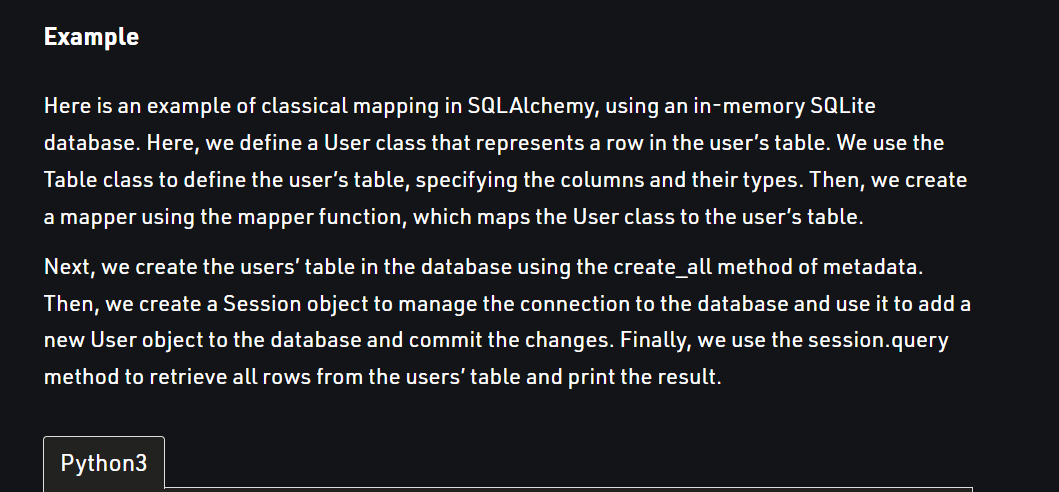 Example
Here is an example of classical mapping in SQLAlchemy, using an in-memory SQLite
database. Here, we define a User class that represents a row in the user’s table. We use the
Table class to define the user’s table, specifying the columns and their types. Then, we create
a mapper using the mapper function, which maps the User class to the user’s table.
Next, we create the users’ table in the database using the create_all method of metadata.
Then, we create a Session object to manage the connection to the database and use it to add a
new User object to the database and commit the changes. Finally, we use the session.query
method to retrieve all rows from the users’ table and print the result.
Python3